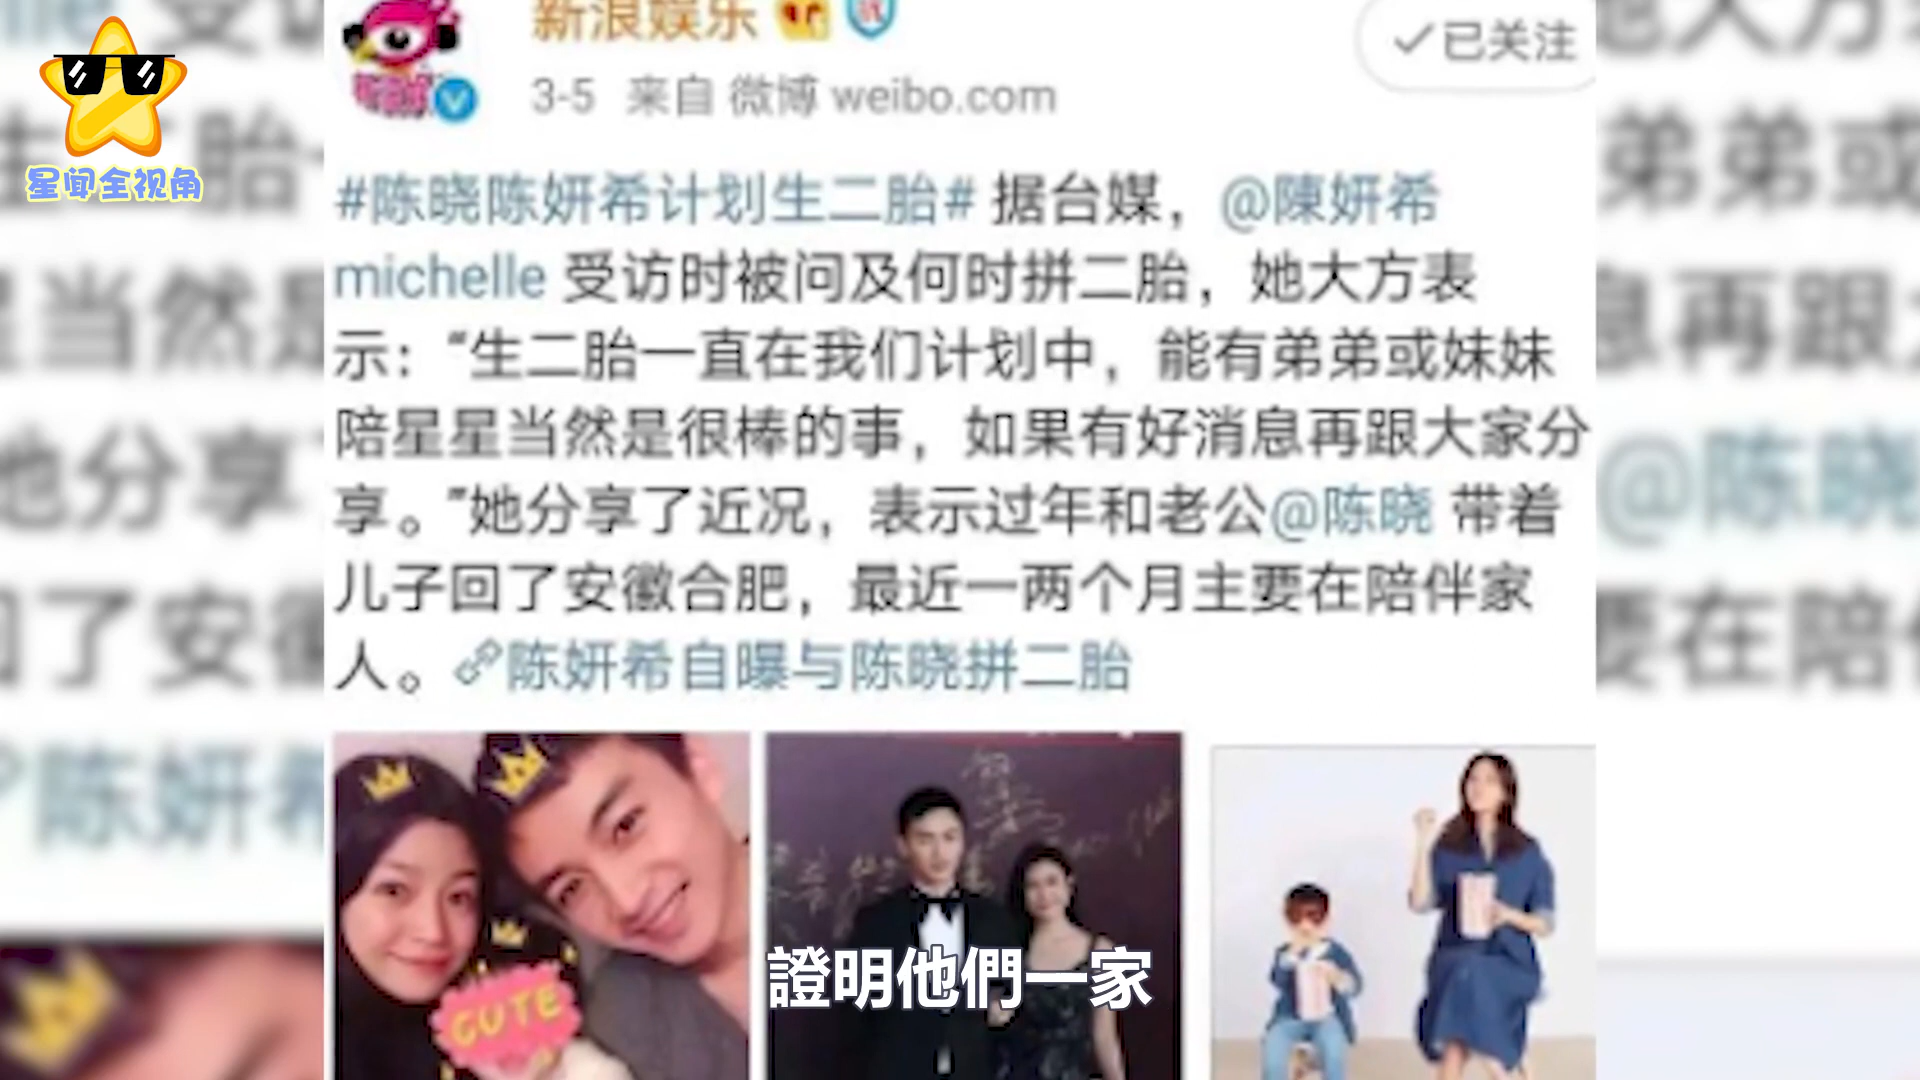 新浪娱乐
已关注
3-5 来自 微博 weibo.com
星闻全视角
#陈晓陈妍希计划生二胎# 据台媒，@陳妍希
michelle 受访时被问及何时拼二胎，她大方表
示：“生二胎一直在我们计划中，能有弟弟或妹妹
陪星星当然是很棒的事，如果有好消息再跟大家分
享。”她分享了近况，表示过年和老公@陈晓 带着
儿子回了安徽合肥，最近一两个月主要在陪伴家
人。陈妍希自曝与陈晓拼二胎
CUTE
證明他們一家